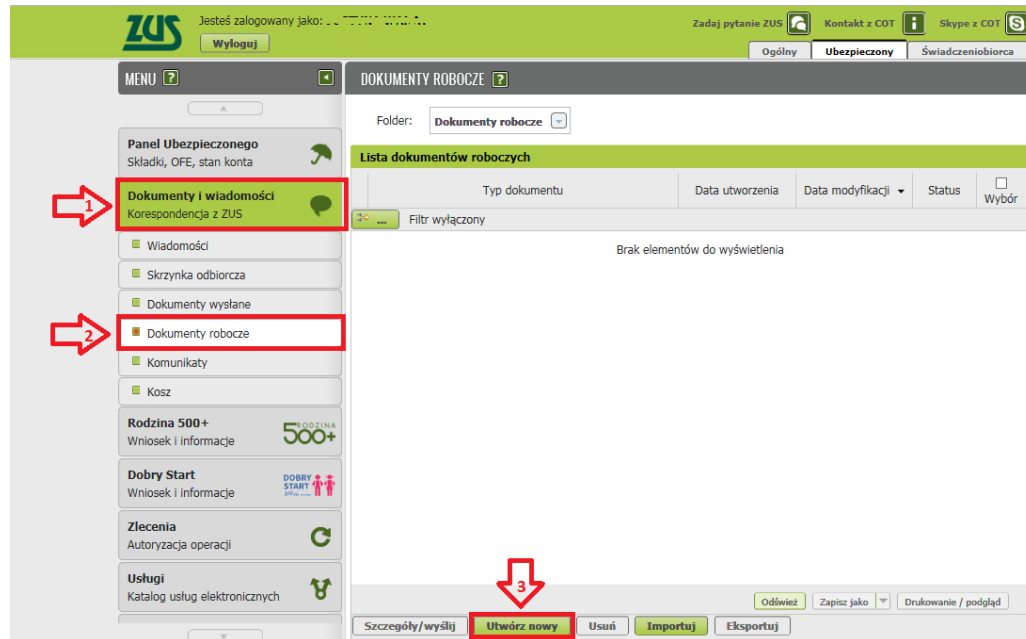 ZUS
Jesteś zalogowany jako:
Wyloguj
Zadaj pytanie ZUS
Kontakt z COT
Skype z COT
Ogólny
Ubezpieczony
Świadczeniobiorca
MENU ?
DOKUMENTY ROBOCZE ?
Folder:
Dokumenty robocze
Panel Ubezpieczonego
Składki, OFE, stan konta
1
Dokumenty i wiadomości
Korespondencja z ZUS
Wiadomości
Skrzynka odbiorcza
Dokumenty wysłane
2
Dokumenty robocze
Komunikaty
Kosz
Rodzina 500+
Wniosek i informacje
RODZINA
500+
Dobry Start
Wniosek i informacje
DOBRY
START
Zlecenia
Autoryzacja operacji
Usługi
Katalog usług elektronicznych
Lista dokumentów roboczych
Typ dokumentu
Data utworzenia
Data modyfikacji
Status
Wybór
...
Filtr wyłączony
Brak elementów do wyświetlenia
3
Odśwież
Zapisz jako
Drukowanie / podgląd
Szczegóły/wyślij
Utwórz nowy
Usuń
Importuj
Eksportuj